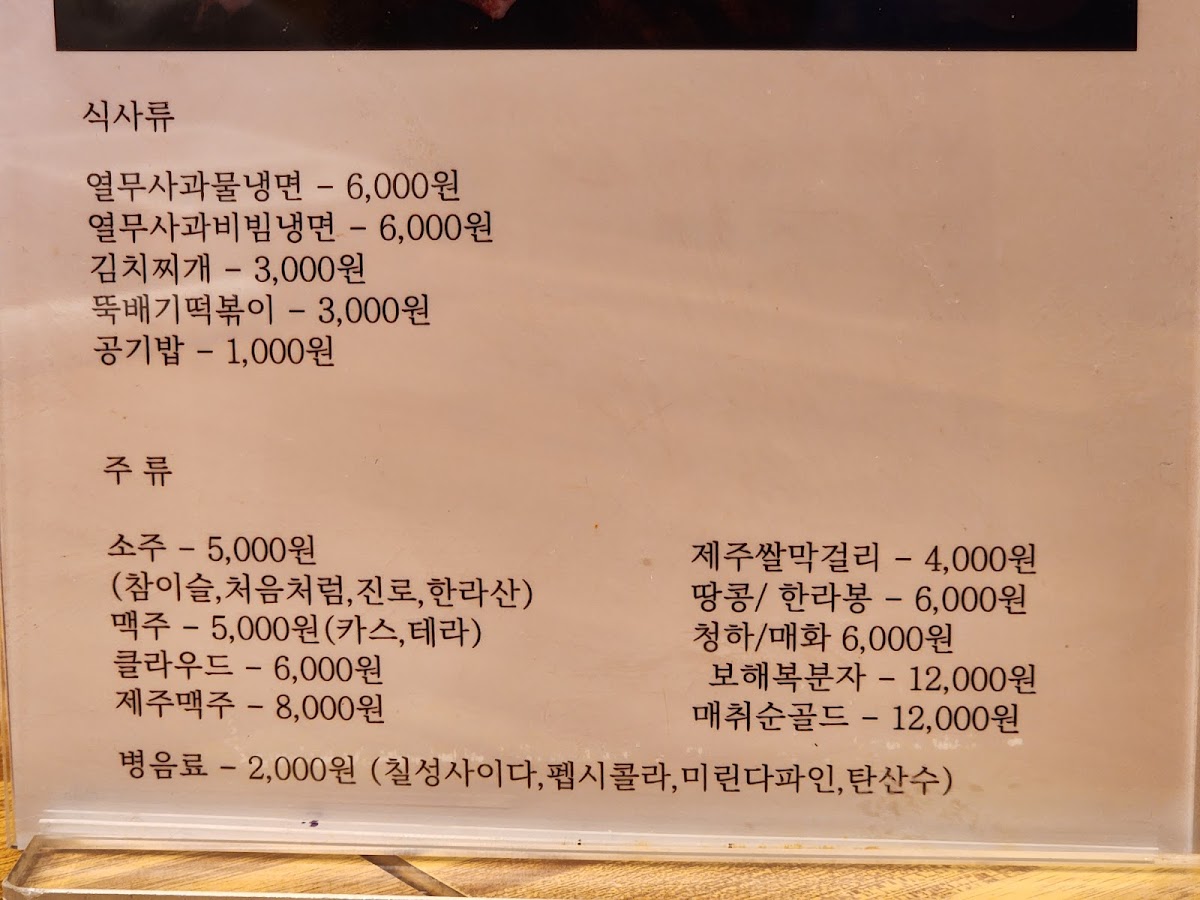 식사류
열무사과물냉면 - 6,000원
열무사과비빔냉면 - 6,000원
김치찌개 - 3,000원
뚝배기떡볶이 - 3,000원
공기밥 - 1,000원
주 류
소주 - 5,000원
(참이슬,처음처럼,진로,한라산)
맥주 - 5,000원(카스,테라)
클라우드 - 6,000원
제주맥주 - 8,000원
제주쌀막걸리 - 4,000원
땅콩/ 한라봉 - 6,000원
청하/매화 6,000원
보해복분자 - 12,000원
매취순골드 - 12,000원
병음료 - 2,000원 (칠성사이다,펩시콜라,미린다파인,탄산수)